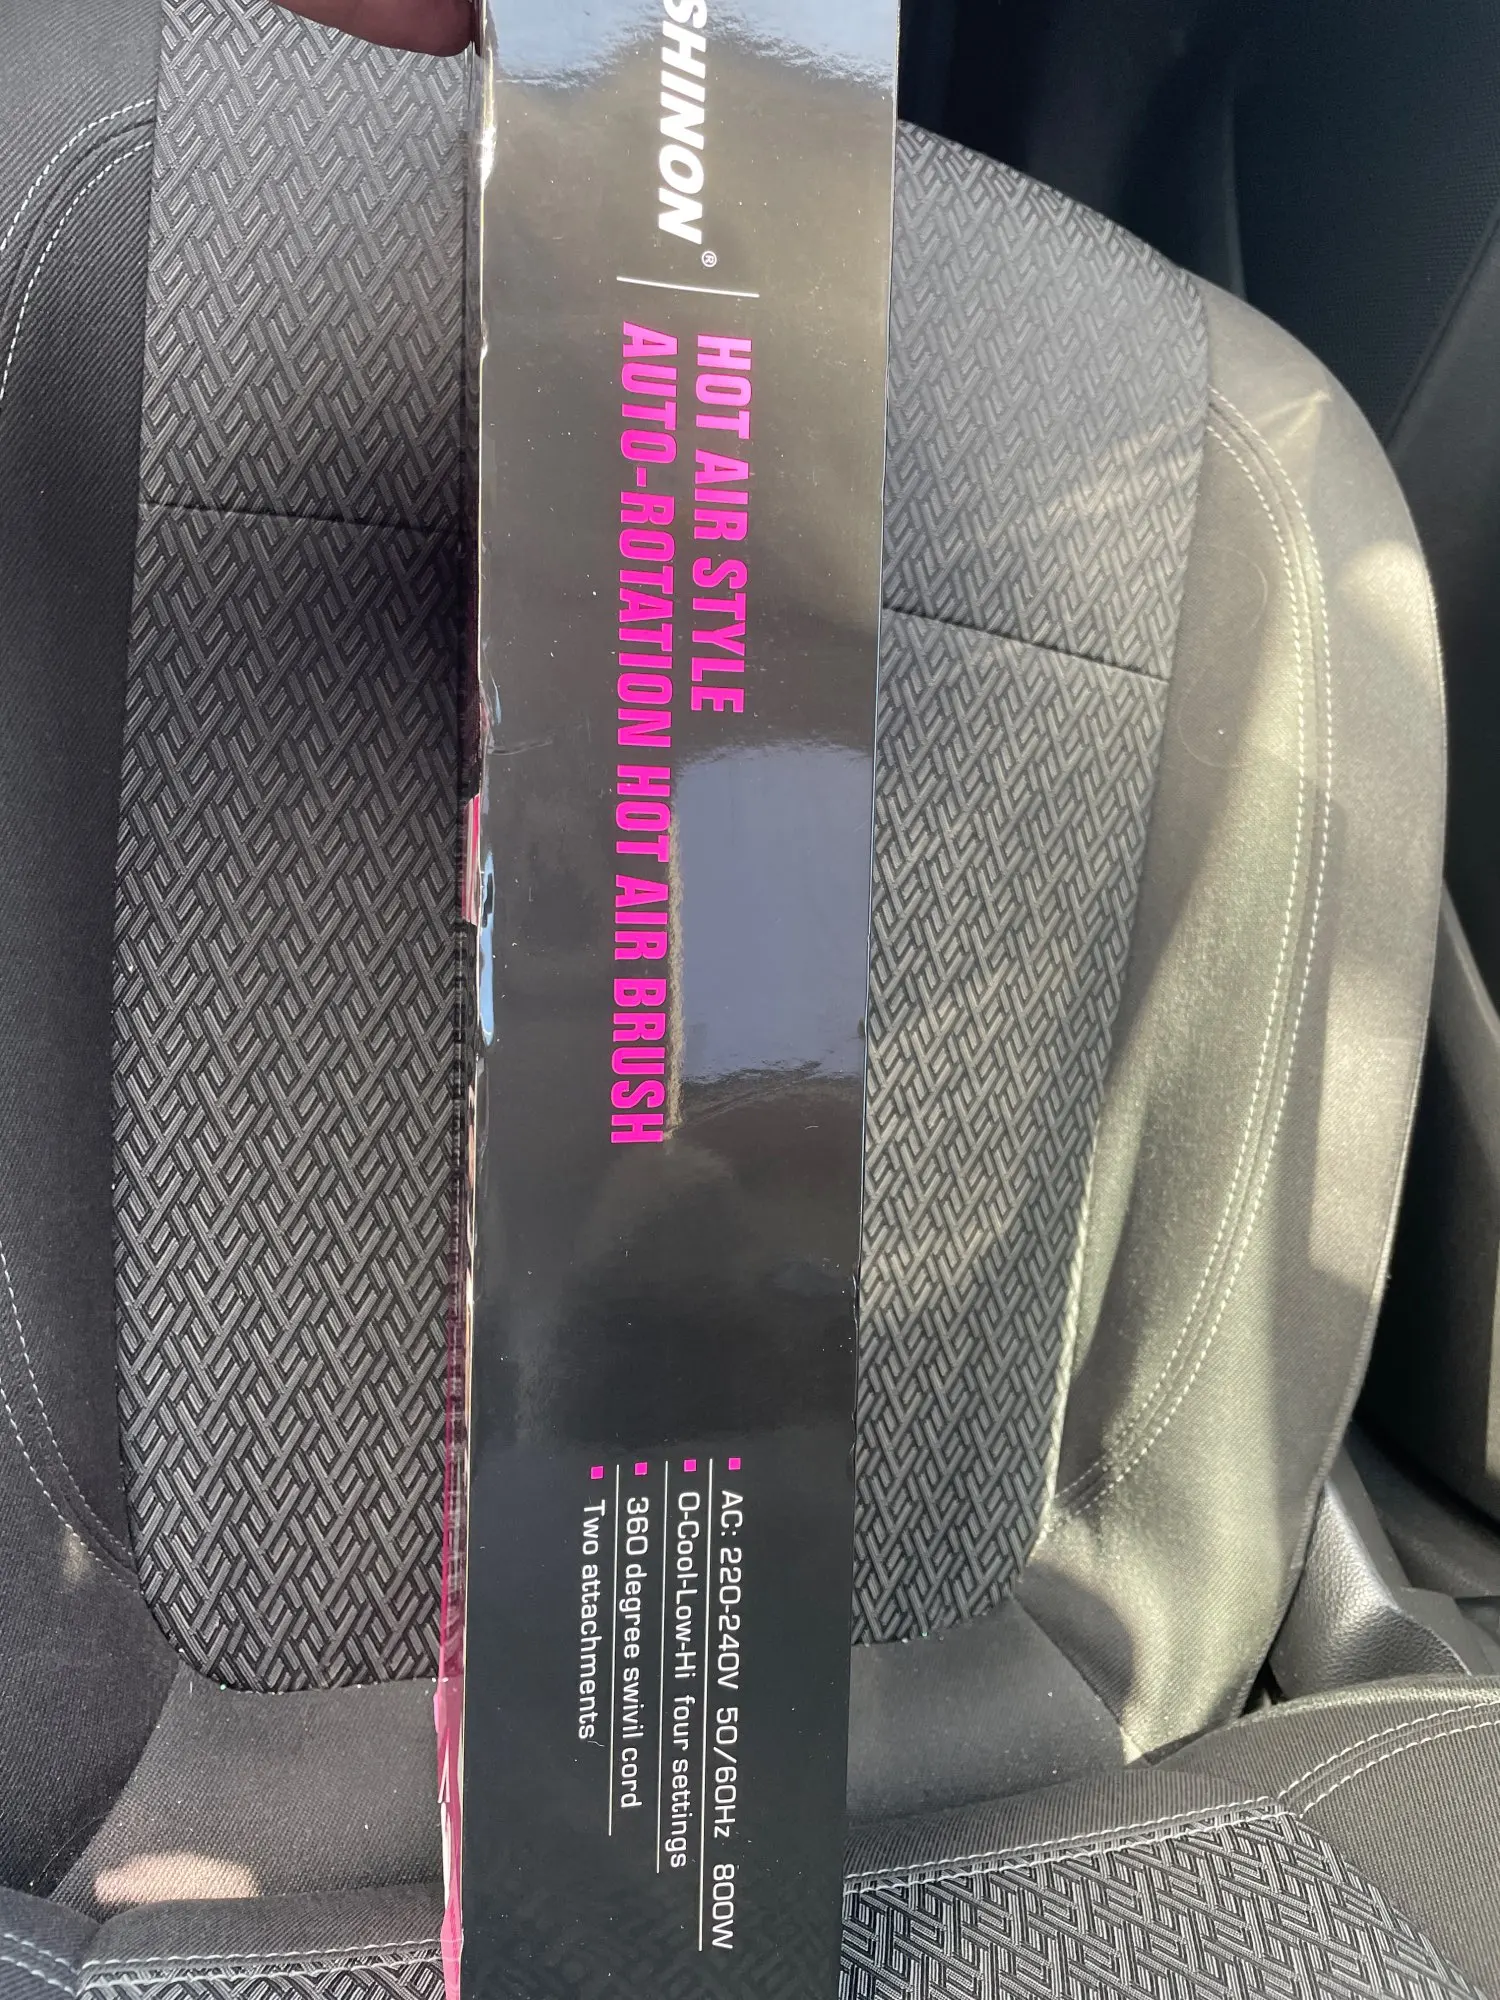 SHINON®
HOT AIR STYLE
AUTO-ROTATION HOT AIR BRUSH
AC: 220-240V 50/60Hz 800W
0-Cool-Low-Hi four settings
360 degree swivil cord
Two attachments